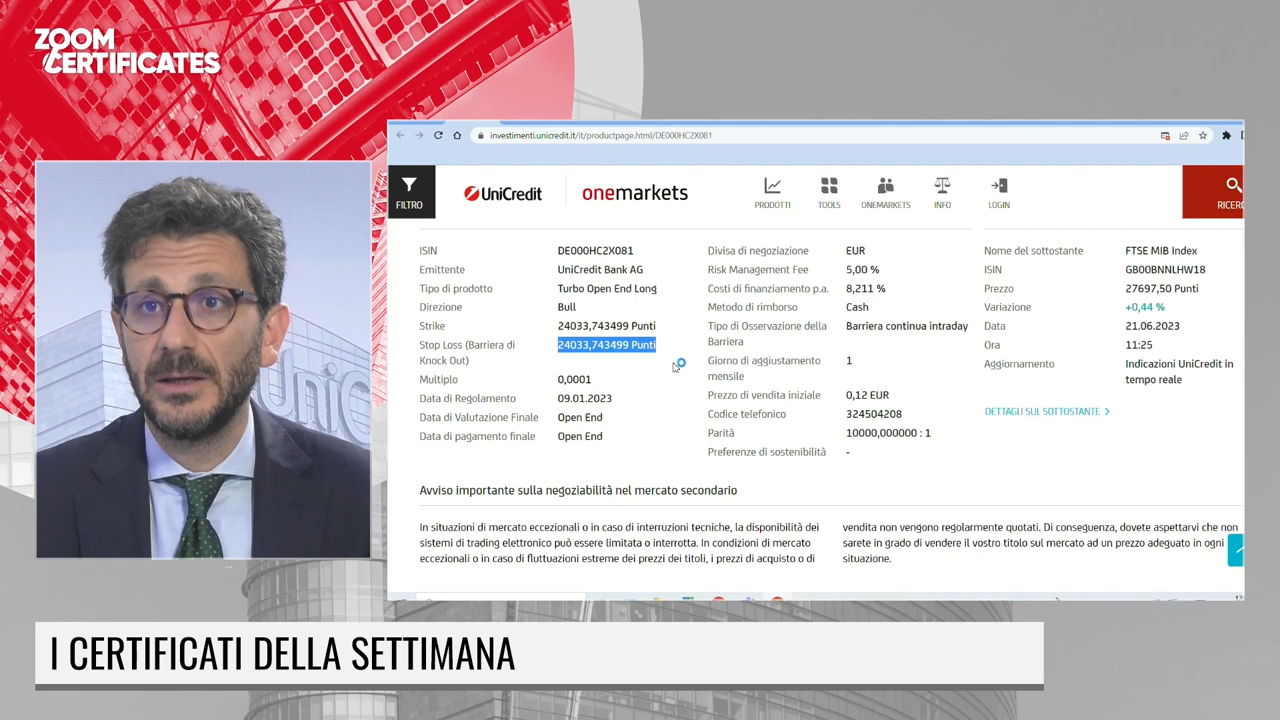 ZOOM
CERTIFICATES
investimenti.unicredit.it/it/productpage.html/DE000HC2X081
FILTRO
UniCredit
onemarkets
PRODOTTI
TOOLS
ONEMARKETS
INFO
LOGIN
ISIN DE000HC2X081
Emittente UniCredit Bank AG
Tipo di prodotto Turbo Open End Long
Direzione Bull
Strike 24033,743499 Punti
Stop Loss (Barriera di 24033,743499 Punti
Knock Out)
Multiplo 0,0001
Data di Regolamento 09.01.2023
Data di Valutazione Finale Open End
Data di pagamento finale Open End
Divisa di negoziazione EUR
Risk Management Fee 5,00 %
Costi di finanziamento p.a. 8,211 %
Metodo di rimborso Cash
Tipo di Osservazione della Barriera continua intraday
Barriera
Giorno di aggiustamento 1
mensile
Prezzo di vendita iniziale 0,12 EUR
Codice telefonico 324504208
Parità 10000,000000 : 1
Preferenze di sostenibilità -
Nome del sottostante FTSE MIB Index
ISIN GB00BNNLHW18
Prezzo 27697,50 Punti
Variazione +0,44 %
Data 21.06.2023
Ora 11:25
Aggiornamento Indicazioni UniCredit in
tempo reale
DETTAGLI SUL SOTTOSTANTE >
Avviso importante sulla negoziabilità nel mercato secondario
In situazioni di mercato eccezionali o in caso di interruzioni tecniche, la disponibilità dei
sistemi di trading elettronico può essere limitata o interrotta. In condizioni di mercato
eccezionali o in caso di fluttuazioni estreme dei prezzi dei titoli, i prezzi di acquisto o di
vendita non vengono regolarmente quotati. Di conseguenza, dovete aspettarvi che non
sarete in grado di vendere il vostro titolo sul mercato ad un prezzo adeguato in ogni
situazione.
I CERTIFICATI DELLA SETTIMANA